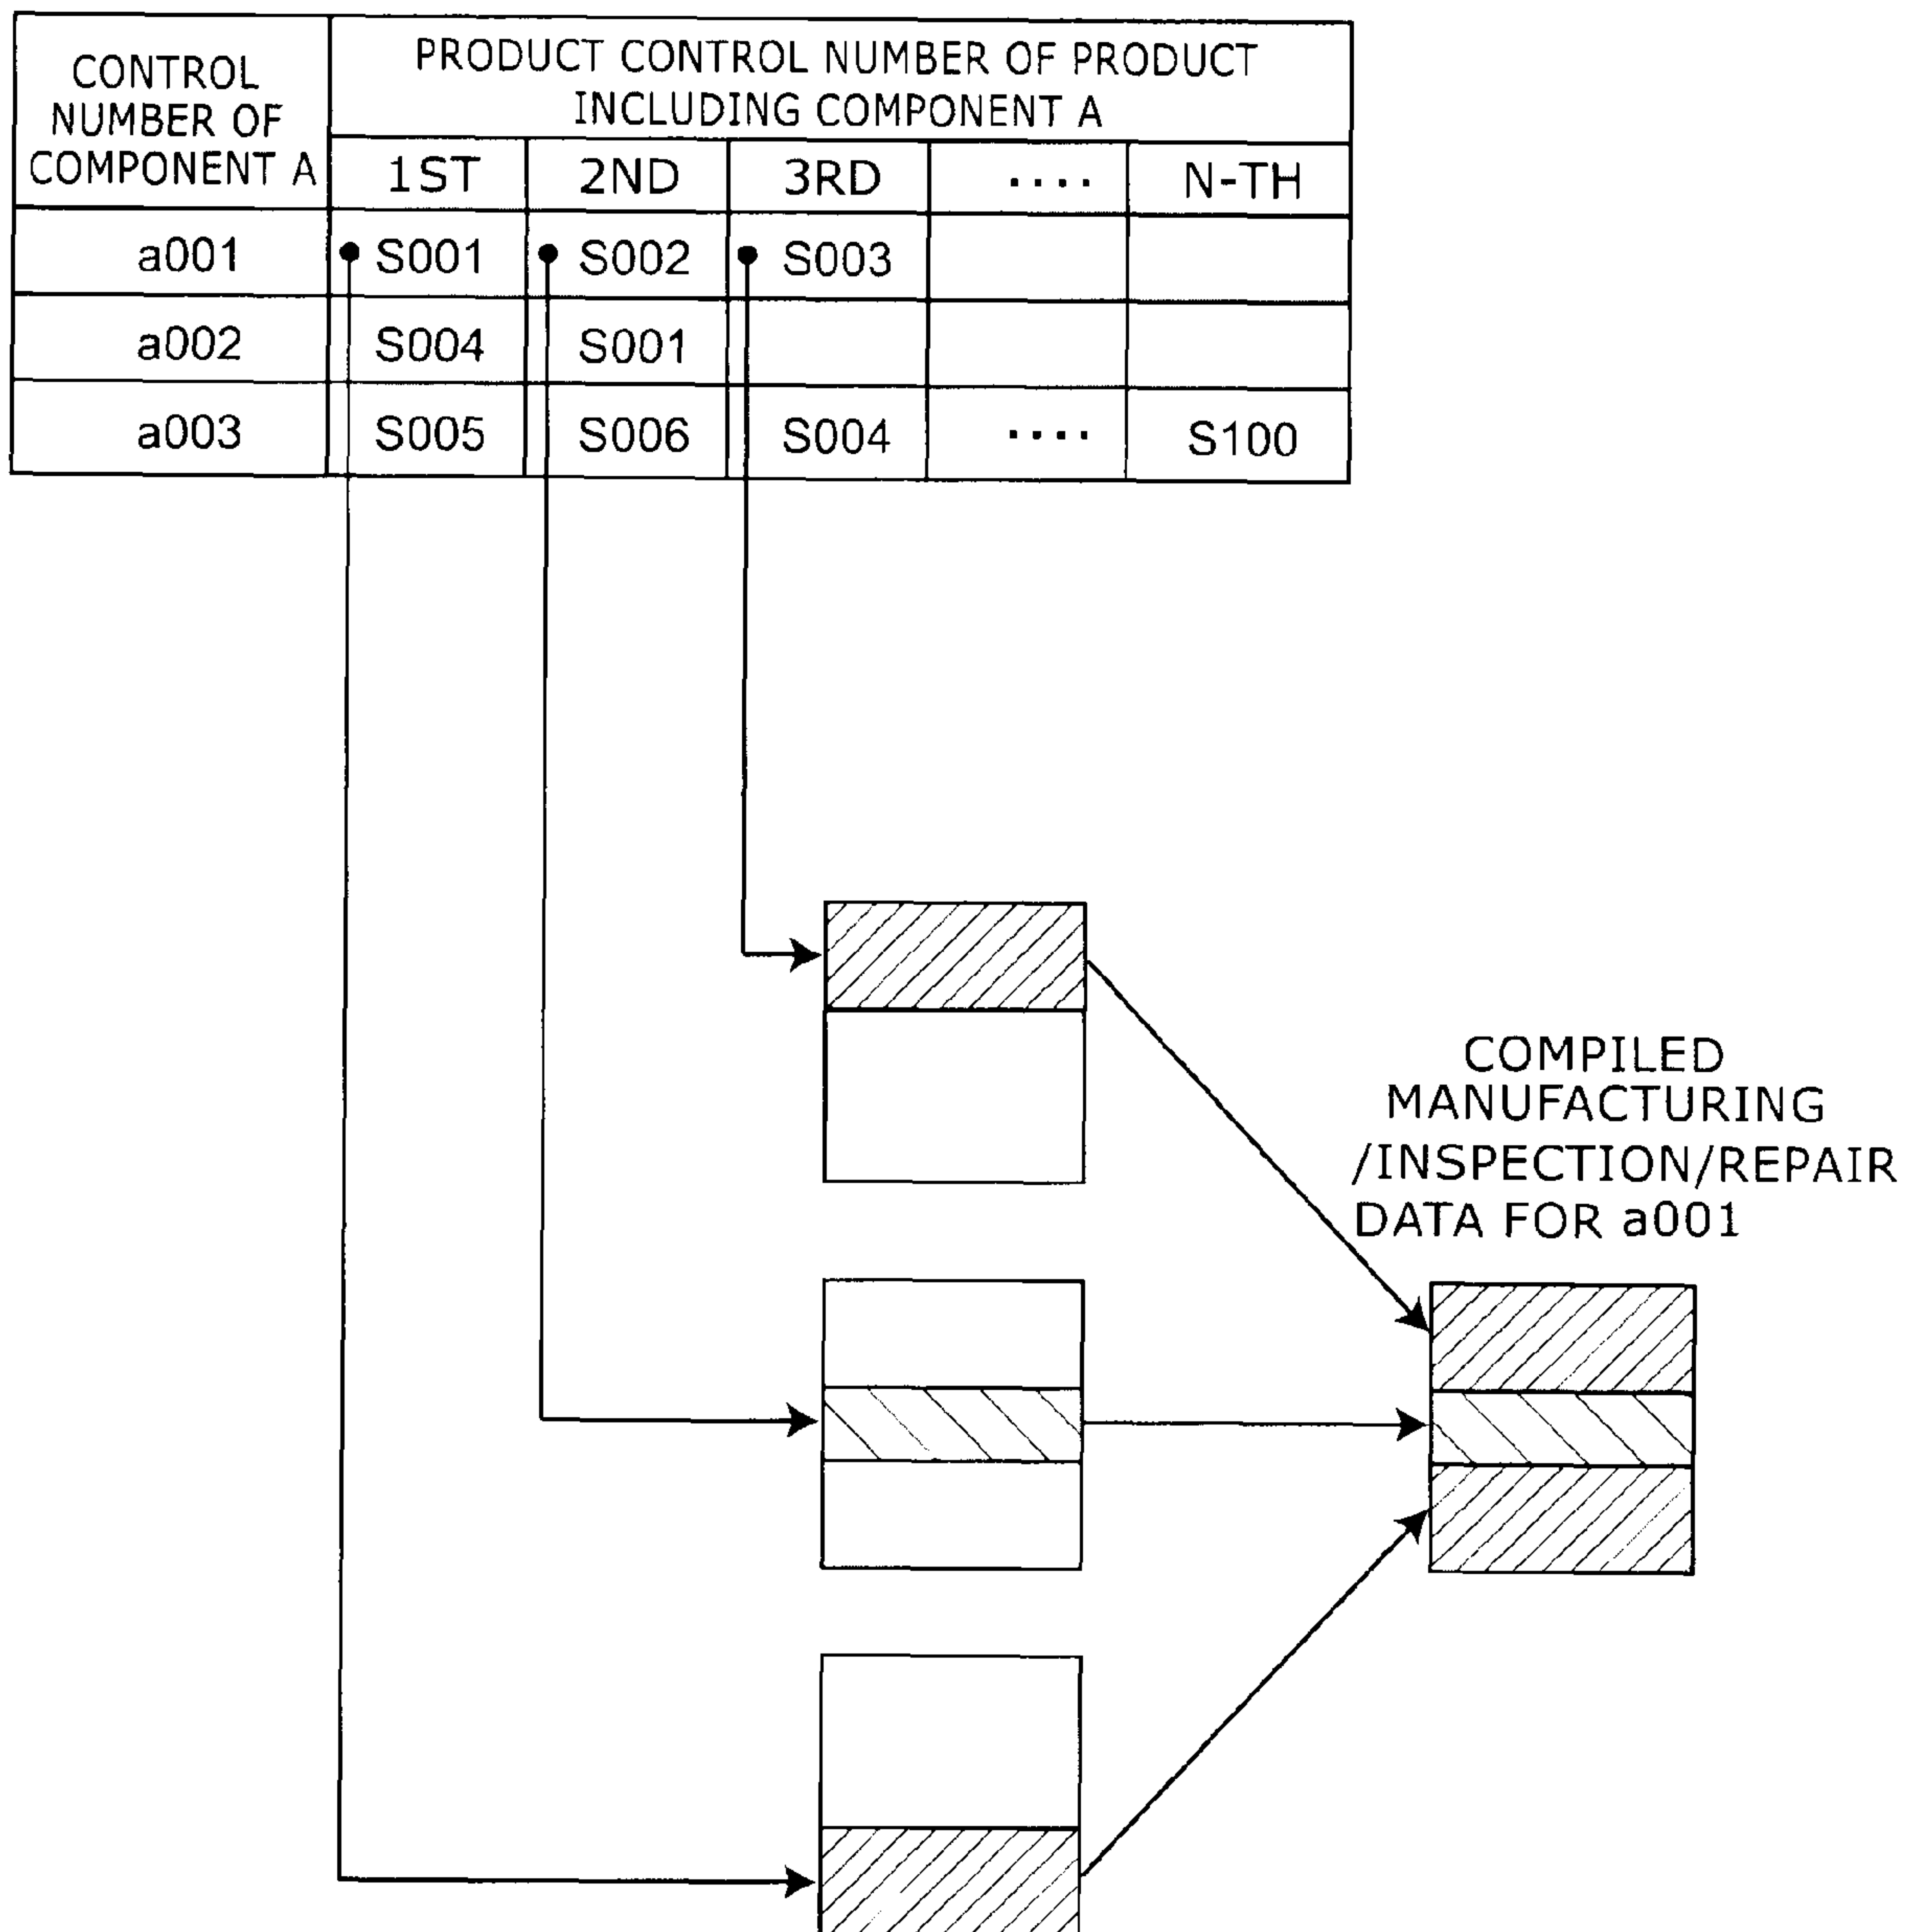 CONTROL
NUMBER OF
COMPONENT A
PRODUCT CONTROL NUMBER OF PRODUCT
INCLUDING COMPONENT A
1ST 2ND 3RD .... N-TH
a001 S001 S002 S003
a002 S004 S001
a003 S005 S006 S004 .... S100
COMPILED
MANUFACTURING
/INSPECTION/REPAIR
DATA FOR a001